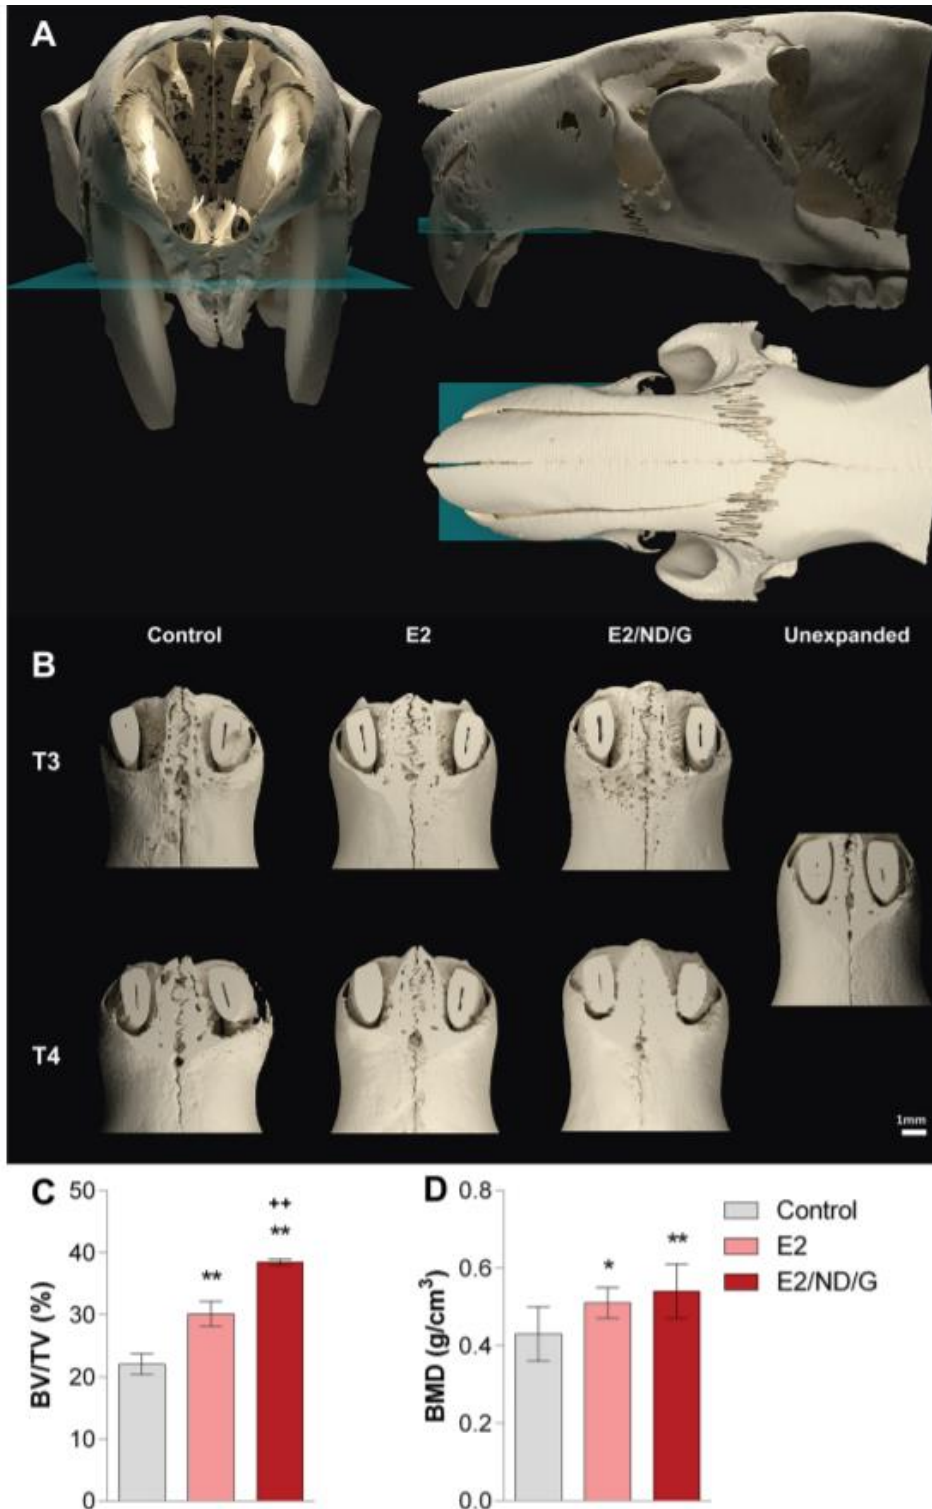 A
Control E2 E2/ND/G Unexpanded
B
T3
T4
1mm
C
BV/TV (%)
50
40
30
20
10
0
**
++
**
D
BMD (g/cm³)
0.8
0.6
0.4
0.2
0.0
*
**
Control
E2
E2/ND/G